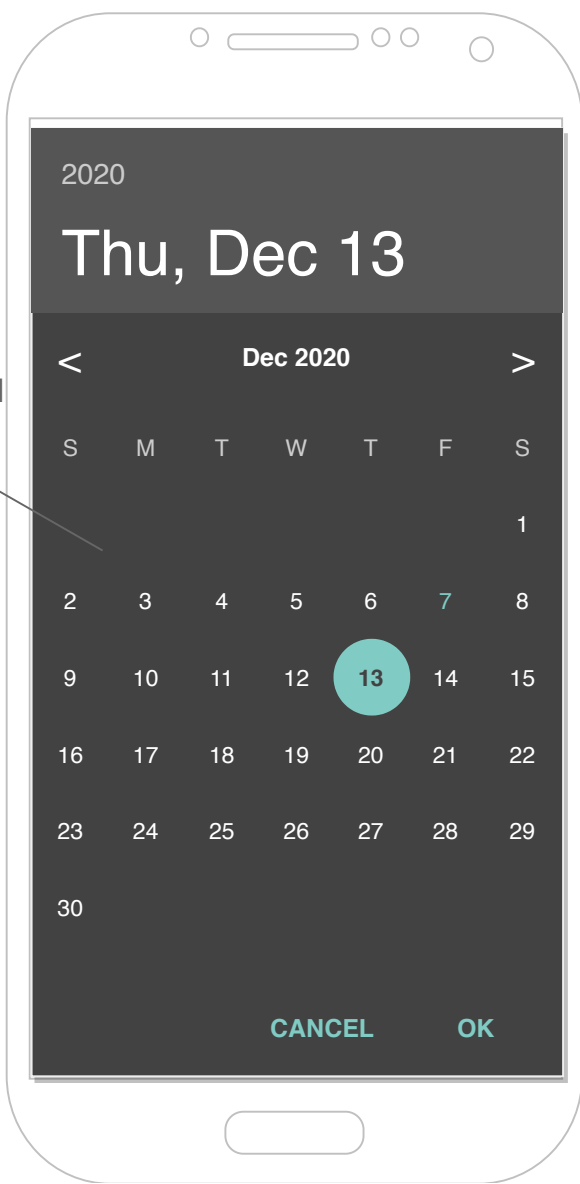 2020
Thu, Dec 13
< Dec 2020 >
S M T W T F S
1
2 3 4 5 6 7 8
9 10 11 12 13 14 15
16 17 18 19 20 21 22
23 24 25 26 27 28 29
30
CANCEL OK